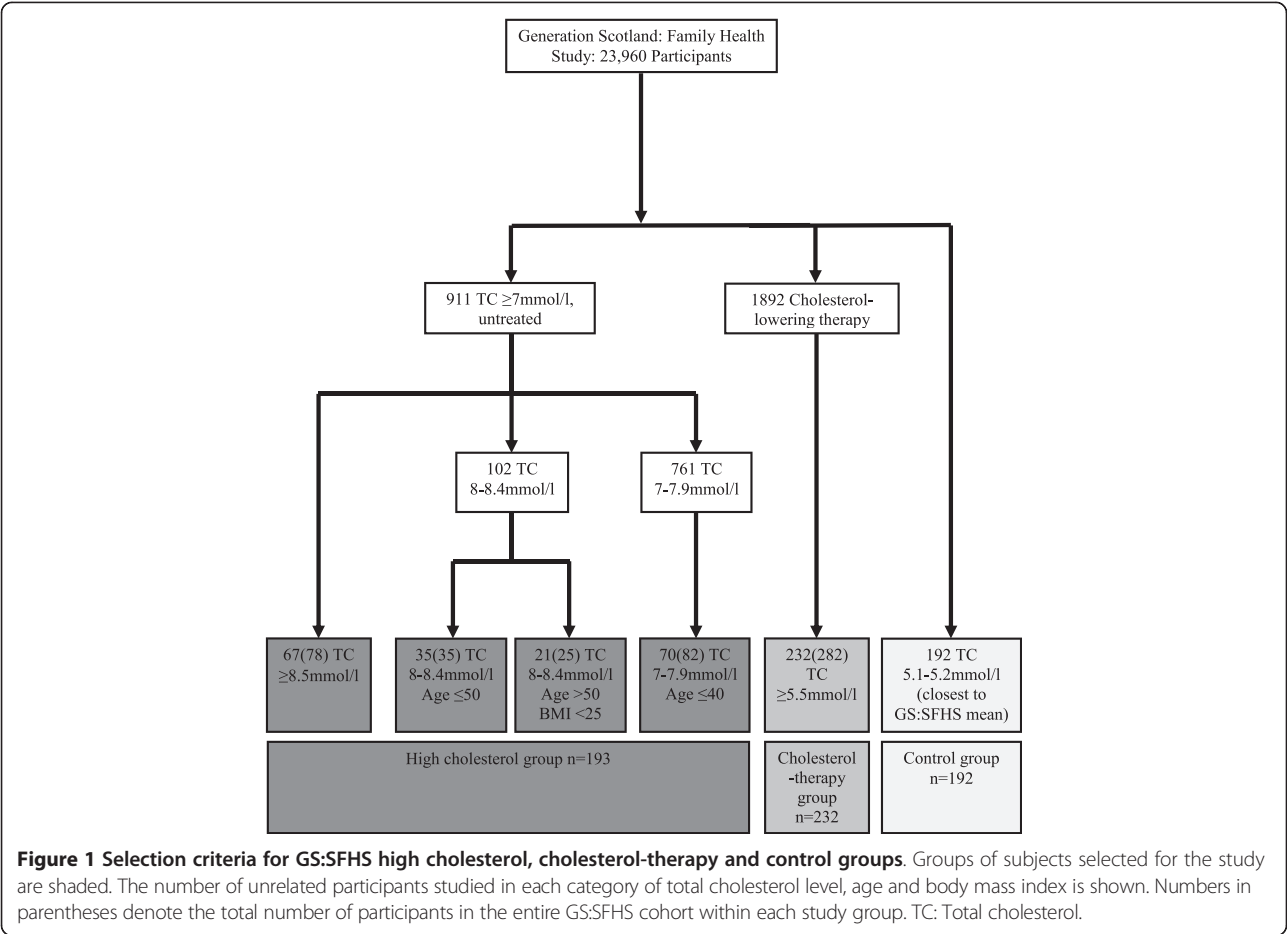 Generation Scotland: Family Health
Study: 23,960 Participants
911 TC ≥7mmol/l,
untreated
1892 Cholesterol-
lowering therapy
102 TC
8-8.4mmol/l
761 TC
7-7.9mmol/l
67(78) TC
≥8.5mmol/l
35(35) TC
8-8.4mmol/l
Age ≤50
21(25) TC
8-8.4mmol/l
Age >50
BMI <25
70(82) TC
7-7.9mmol/l
Age ≤40
232(282)
TC
≥5.5mmol/l
192 TC
5.1-5.2mmol/l
(closest to
GS:SFHS mean)
High cholesterol group n=193
Cholesterol
-therapy
group
n=232
Control group
n=192
Figure 1 Selection criteria for GS:SFHS high cholesterol, cholesterol-therapy and control groups. Groups of subjects selected for the study
are shaded. The number of unrelated participants studied in each category of total cholesterol level, age and body mass index is shown. Numbers in
parentheses denote the total number of participants in the entire GS:SFHS cohort within each study group. TC: Total cholesterol.